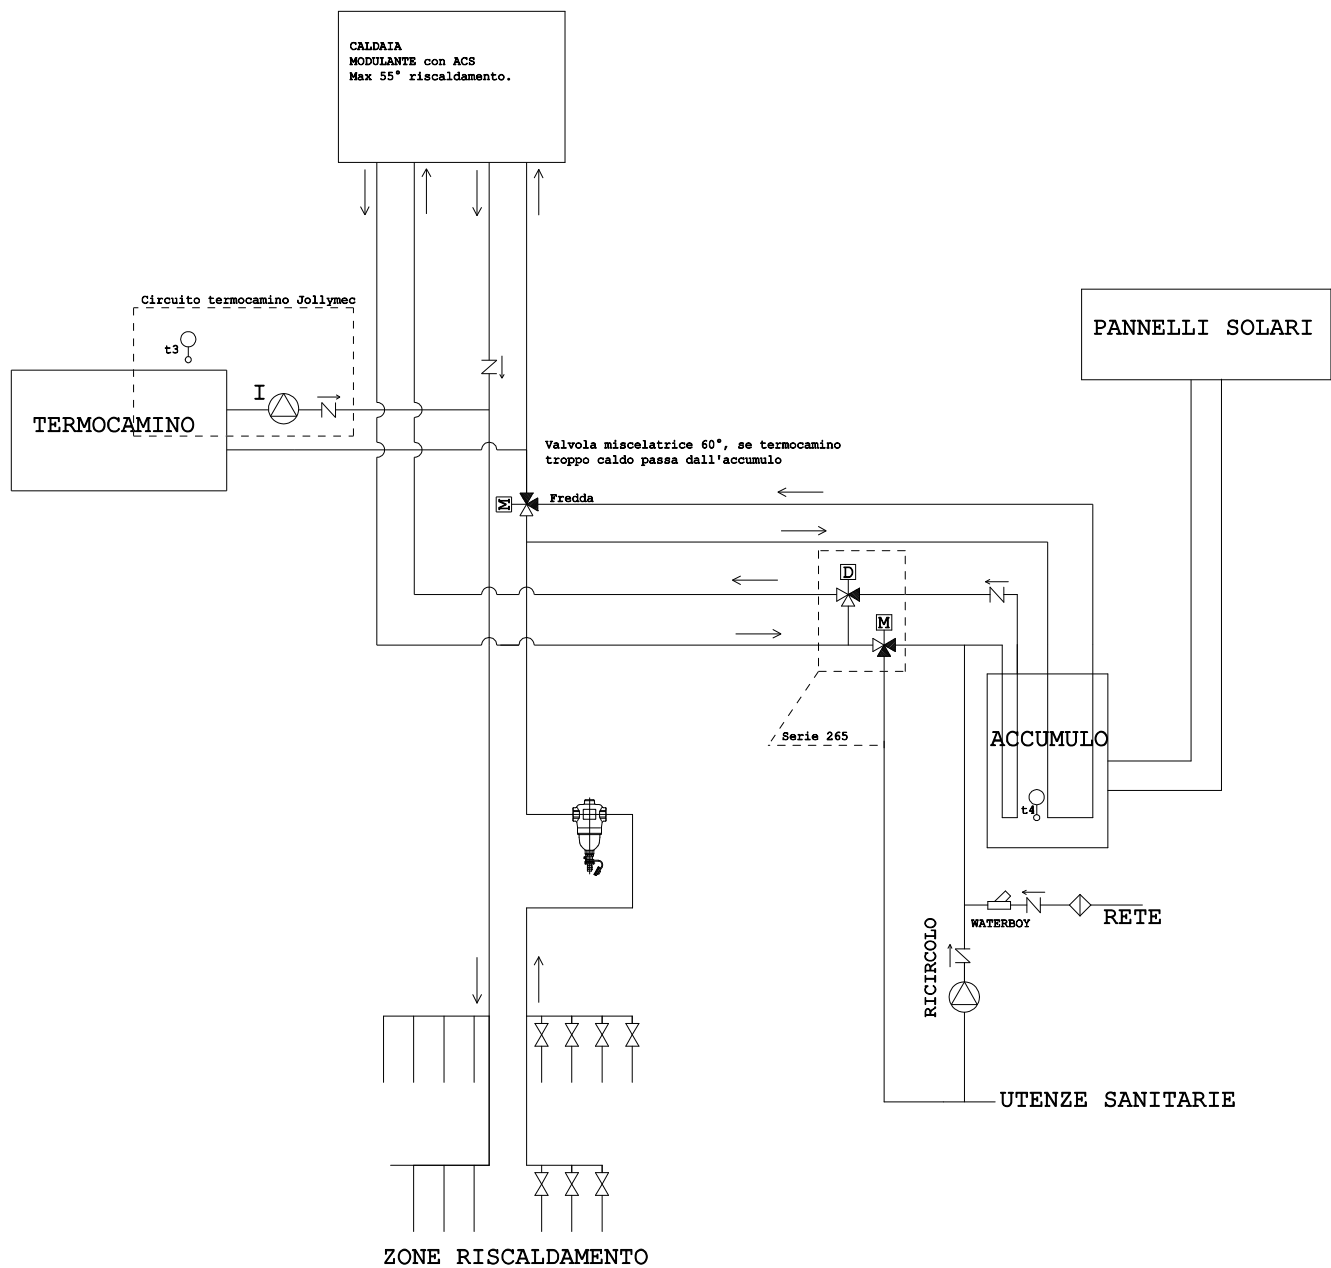 CALDAIA
MODULANTE con ACS
Max 55° riscaldamento.
Circuito termocamino Jollymec
t3
I
TERMOCAMINO
PANNELLI SOLARI
Valvola miscelatrice 60°, se termocamino
troppo caldo passa dall'accumulo
M
Fredda
D
M
Serie 265
ACCUMULO
t4
RETE
WATERBOY
RICIRCOLO
UTENZE SANITARIE
ZONE RISCALDAMENTO